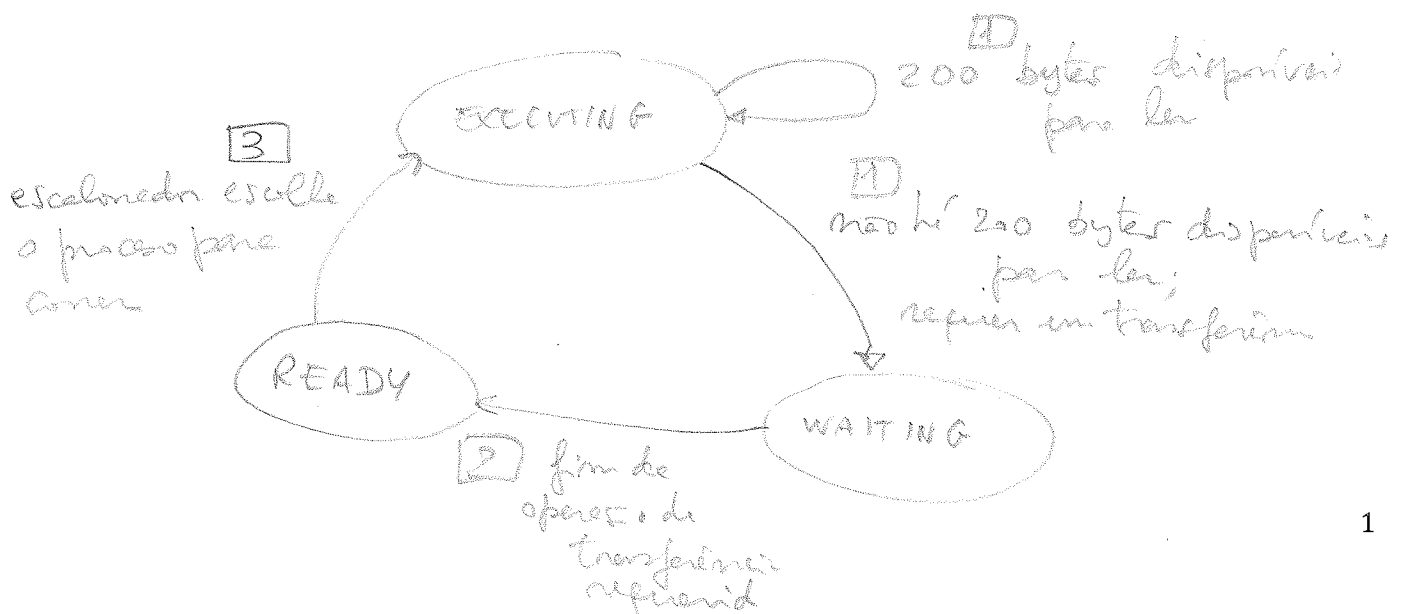 1
200 bytes disponíveis
para ler
EXECUTING
3
escalonador escolhe
o processo para
correr
1
não há 200 bytes disponíveis
para ler;
requer uma transferência
READY
WAITING
2 fim da
operação de
transferência
requerida
1